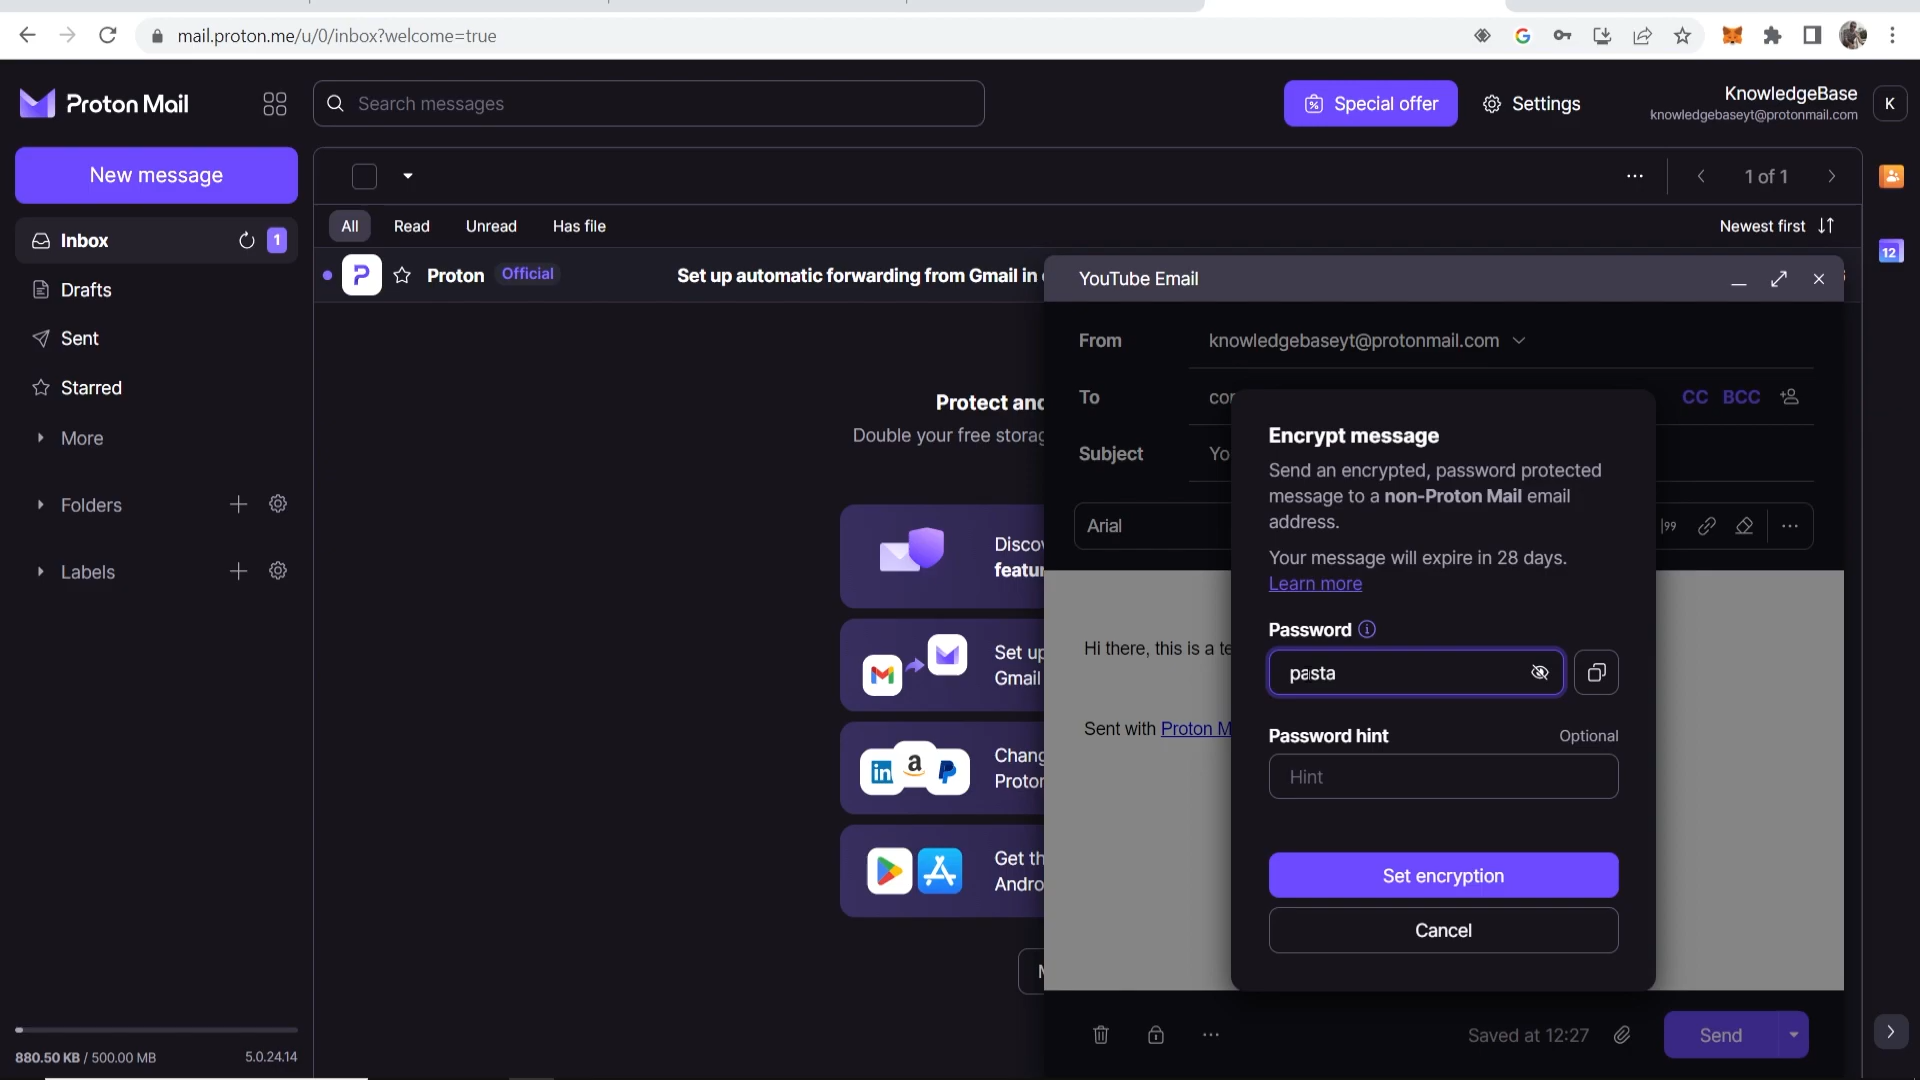 mail.proton.me/u/0/inbox?welcome=true
Proton Mail
Search messages
Special offer
Settings
KnowledgeBase
knowledgebaseyt@protonmail.com
K
New message
1 of 1
Inbox
1
All
Read
Unread
Has file
Newest first
12
Drafts
Proton
Official
Set up automatic forwarding from Gmail in
YouTube Email
Sent
From
knowledgebaseyt@protonmail.com
Starred
Protect and
To
CC
BCC
Double your free storag
More
Encrypt message
Subject
Yo
Send an encrypted, password protected
message to a non-Proton Mail email
address.
Folders
Arial
Your message will expire in 28 days.
Learn more
Labels
Discov
featur
Password
pasta
Hi there, this is a te
Set up
Gmail
Sent with Proton M
Password hint
Optional
Hint
in
a
Chang
Proton
Get th
Andro
Set encryption
Cancel
Saved at 12:27
Send
880.50 KB / 500.00 MB
5.0.24.14